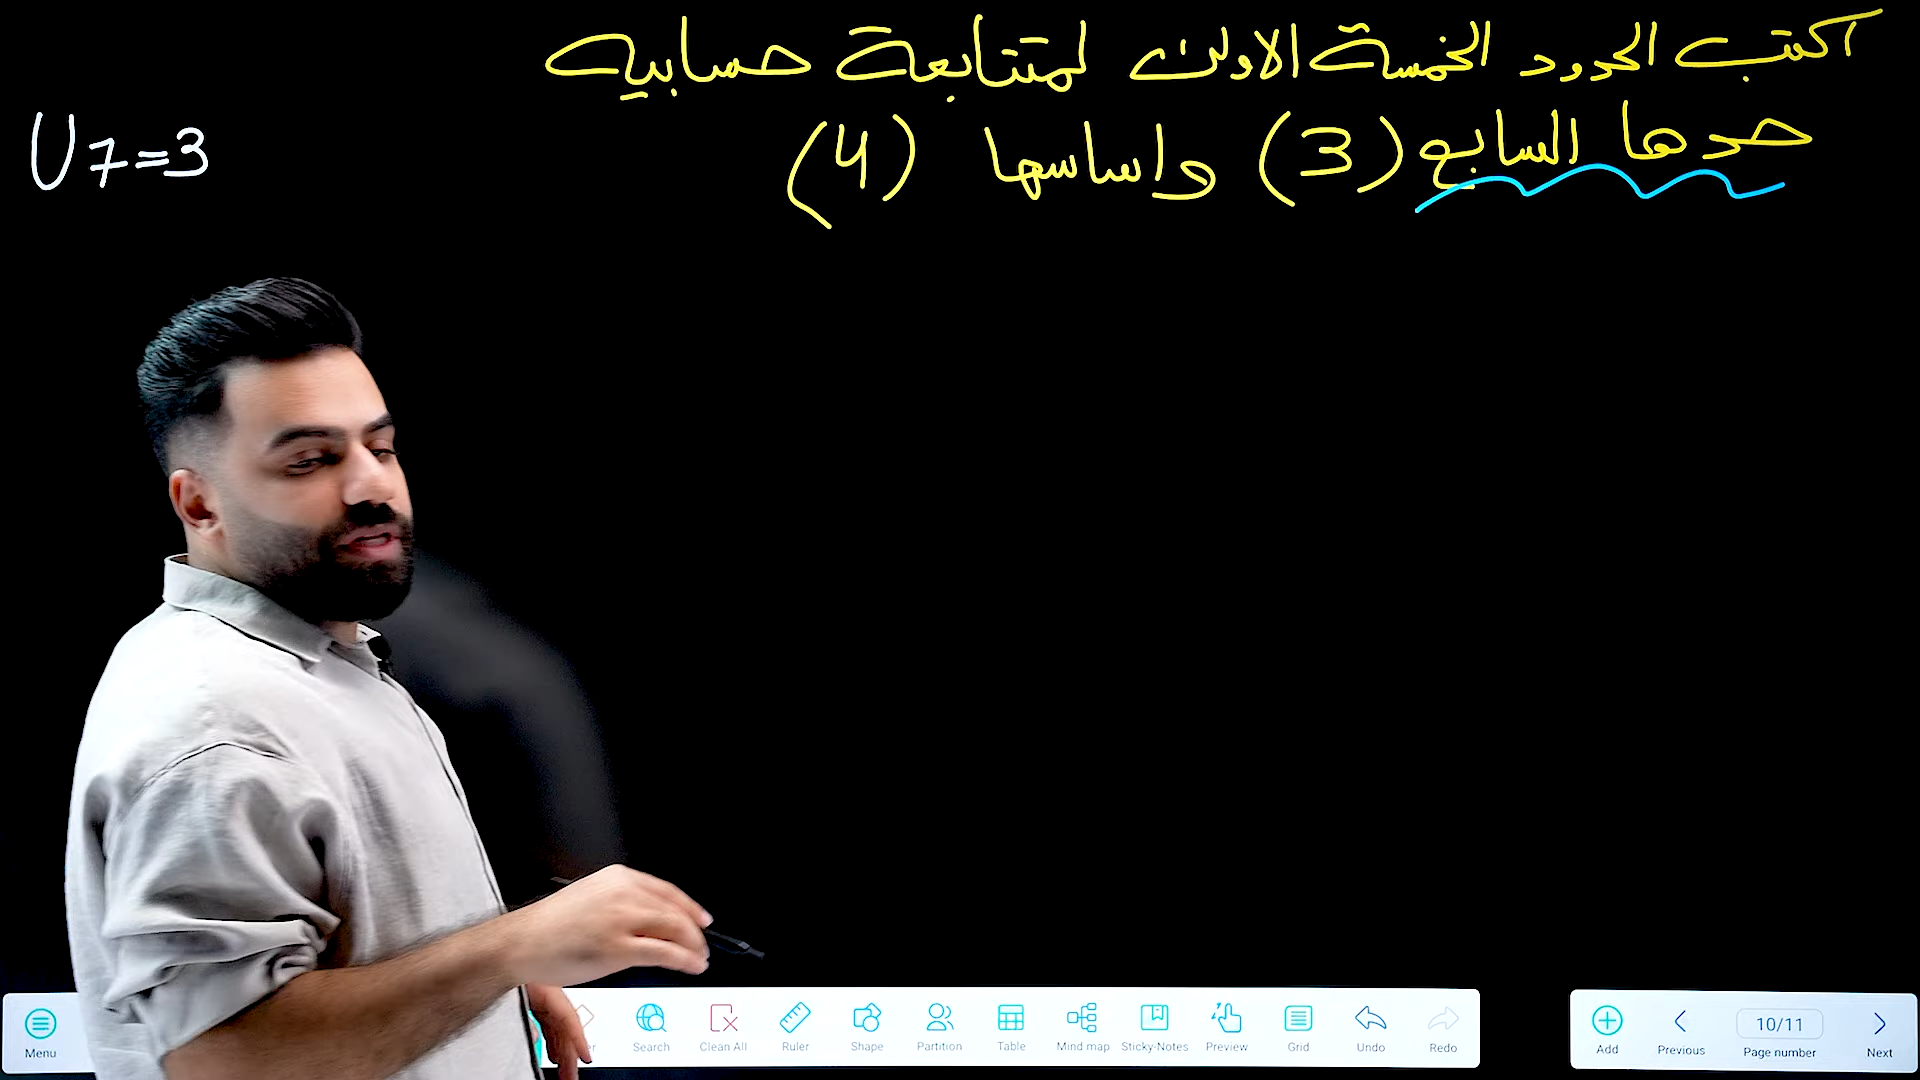 اكتب الحدود الخمسة الاولى لمتتابعة حسابيه
حدها السابع (3) واساسها (4)
U7=3
Menu
Search
Clean All
Ruler
Shape
Partition
Table
Mind map
Sticky-Notes
Preview
Grid
Undo
Redo
Add
Previous
10/11
Page number
Next